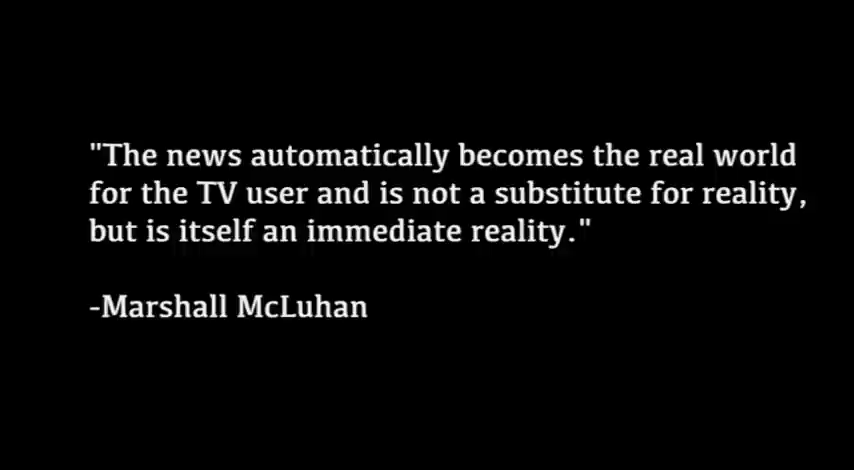 "The news automatically becomes the real world
for the TV user and is not a substitute for reality,
but is itself an immediate reality."
-Marshall McLuhan